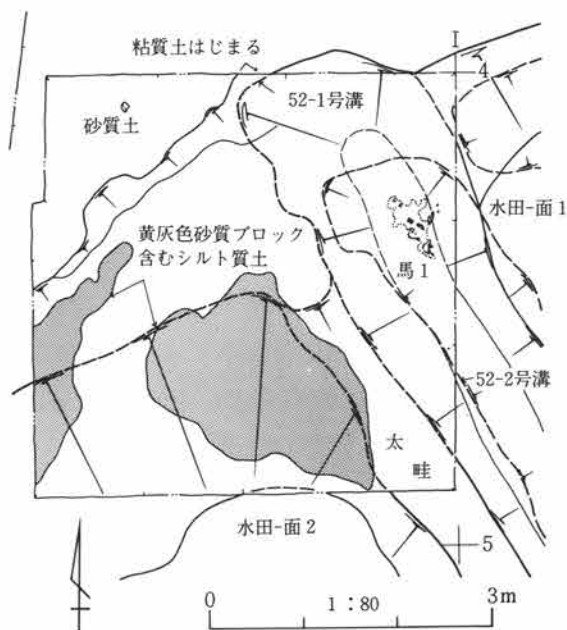 粘質土はじまる
I
4
52-1号溝
砂質土
水田-面1
黄灰色砂質ブロック
含むシルト質土
馬1
52-2号溝
太
畦
水田-面2
5
0
1:80
3m